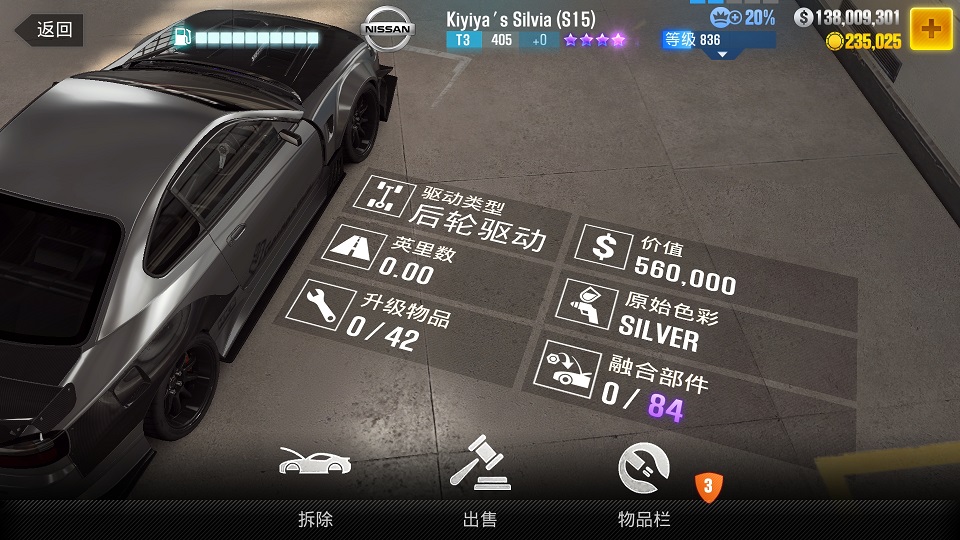 返回
NISSAN
Kiyiya's Silvia (S15)
T3 405 +0
20%
等级 836
138,009,301
235,025
驱动类型
后轮驱动
英里数
0.00
升级物品
0/42
价值
560,000
原始色彩
SILVER
融合部件
0/84
拆除
出售
物品栏
3